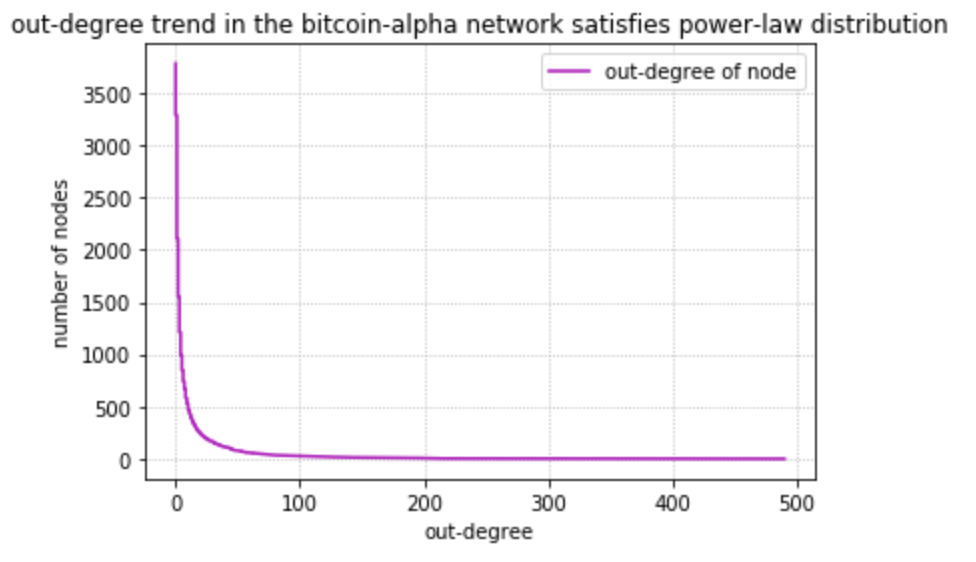 out-degree trend in the bitcoin-alpha network satisfies power-law distribution
out-degree of node
number of nodes
3500
3000
2500
2000
1500
1000
500
0
0 100 200 300 400 500
out-degree